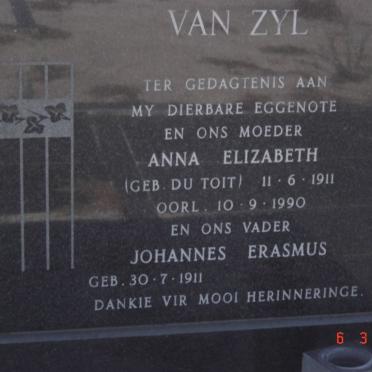 VAN ZYL
TER GEDAGTENIS AAN
MY DIERBARE EGGENOTE
EN ONS MOEDER
ANNA ELIZABETH
(GEB. DU TOIT) 11·6·1911
OORL. 10·9·1990
EN ONS VADER
JOHANNES ERASMUS
GEB. 30·7·1911
DANKIE VIR MOOI HERINNERINGE.
6 3